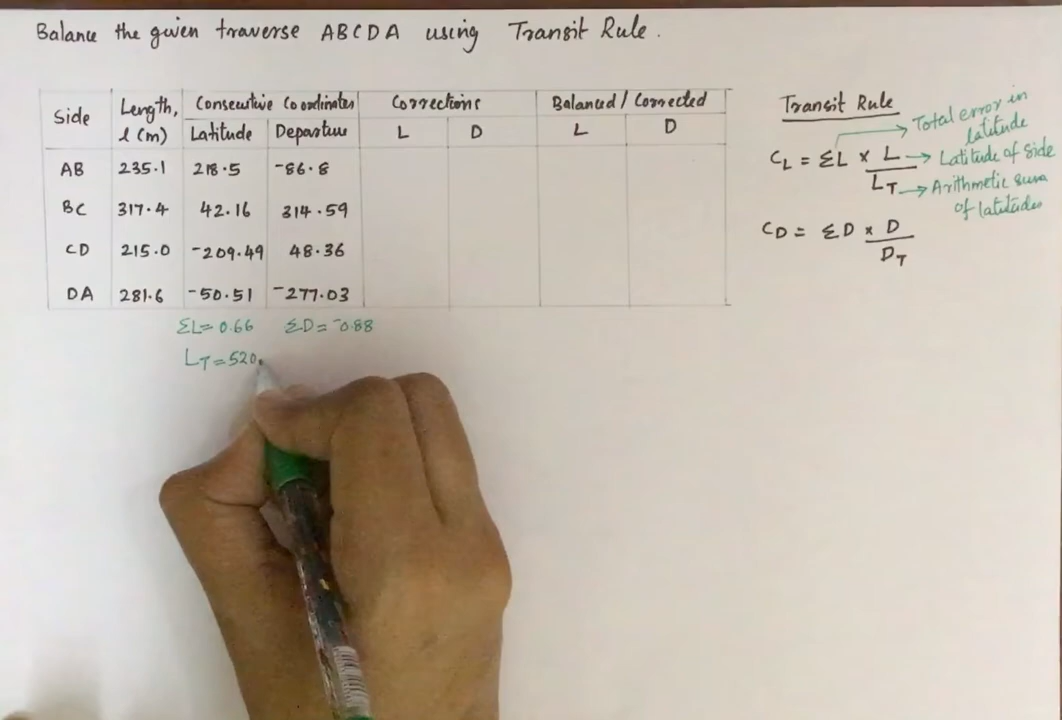 Balance the given traverse ABCDA using Transit Rule.
Side Length, l (m) Consecutive Coordinates Corrections Balanced / Corrected
Latitude Departure L D L D
AB 235.1 218.5 -86.8
BC 317.4 42.16 314.59
CD 215.0 -209.49 48.36
DA 281.6 -50.51 -277.03
ΣL= 0.66 ΣD= -0.88
LT = 520.
Transit Rule
→ Total error in latitude
CL = ΣL × L / LT
→ Latitude of side
→ Arithmetic sum of latitudes
CD = ΣD × D / DT